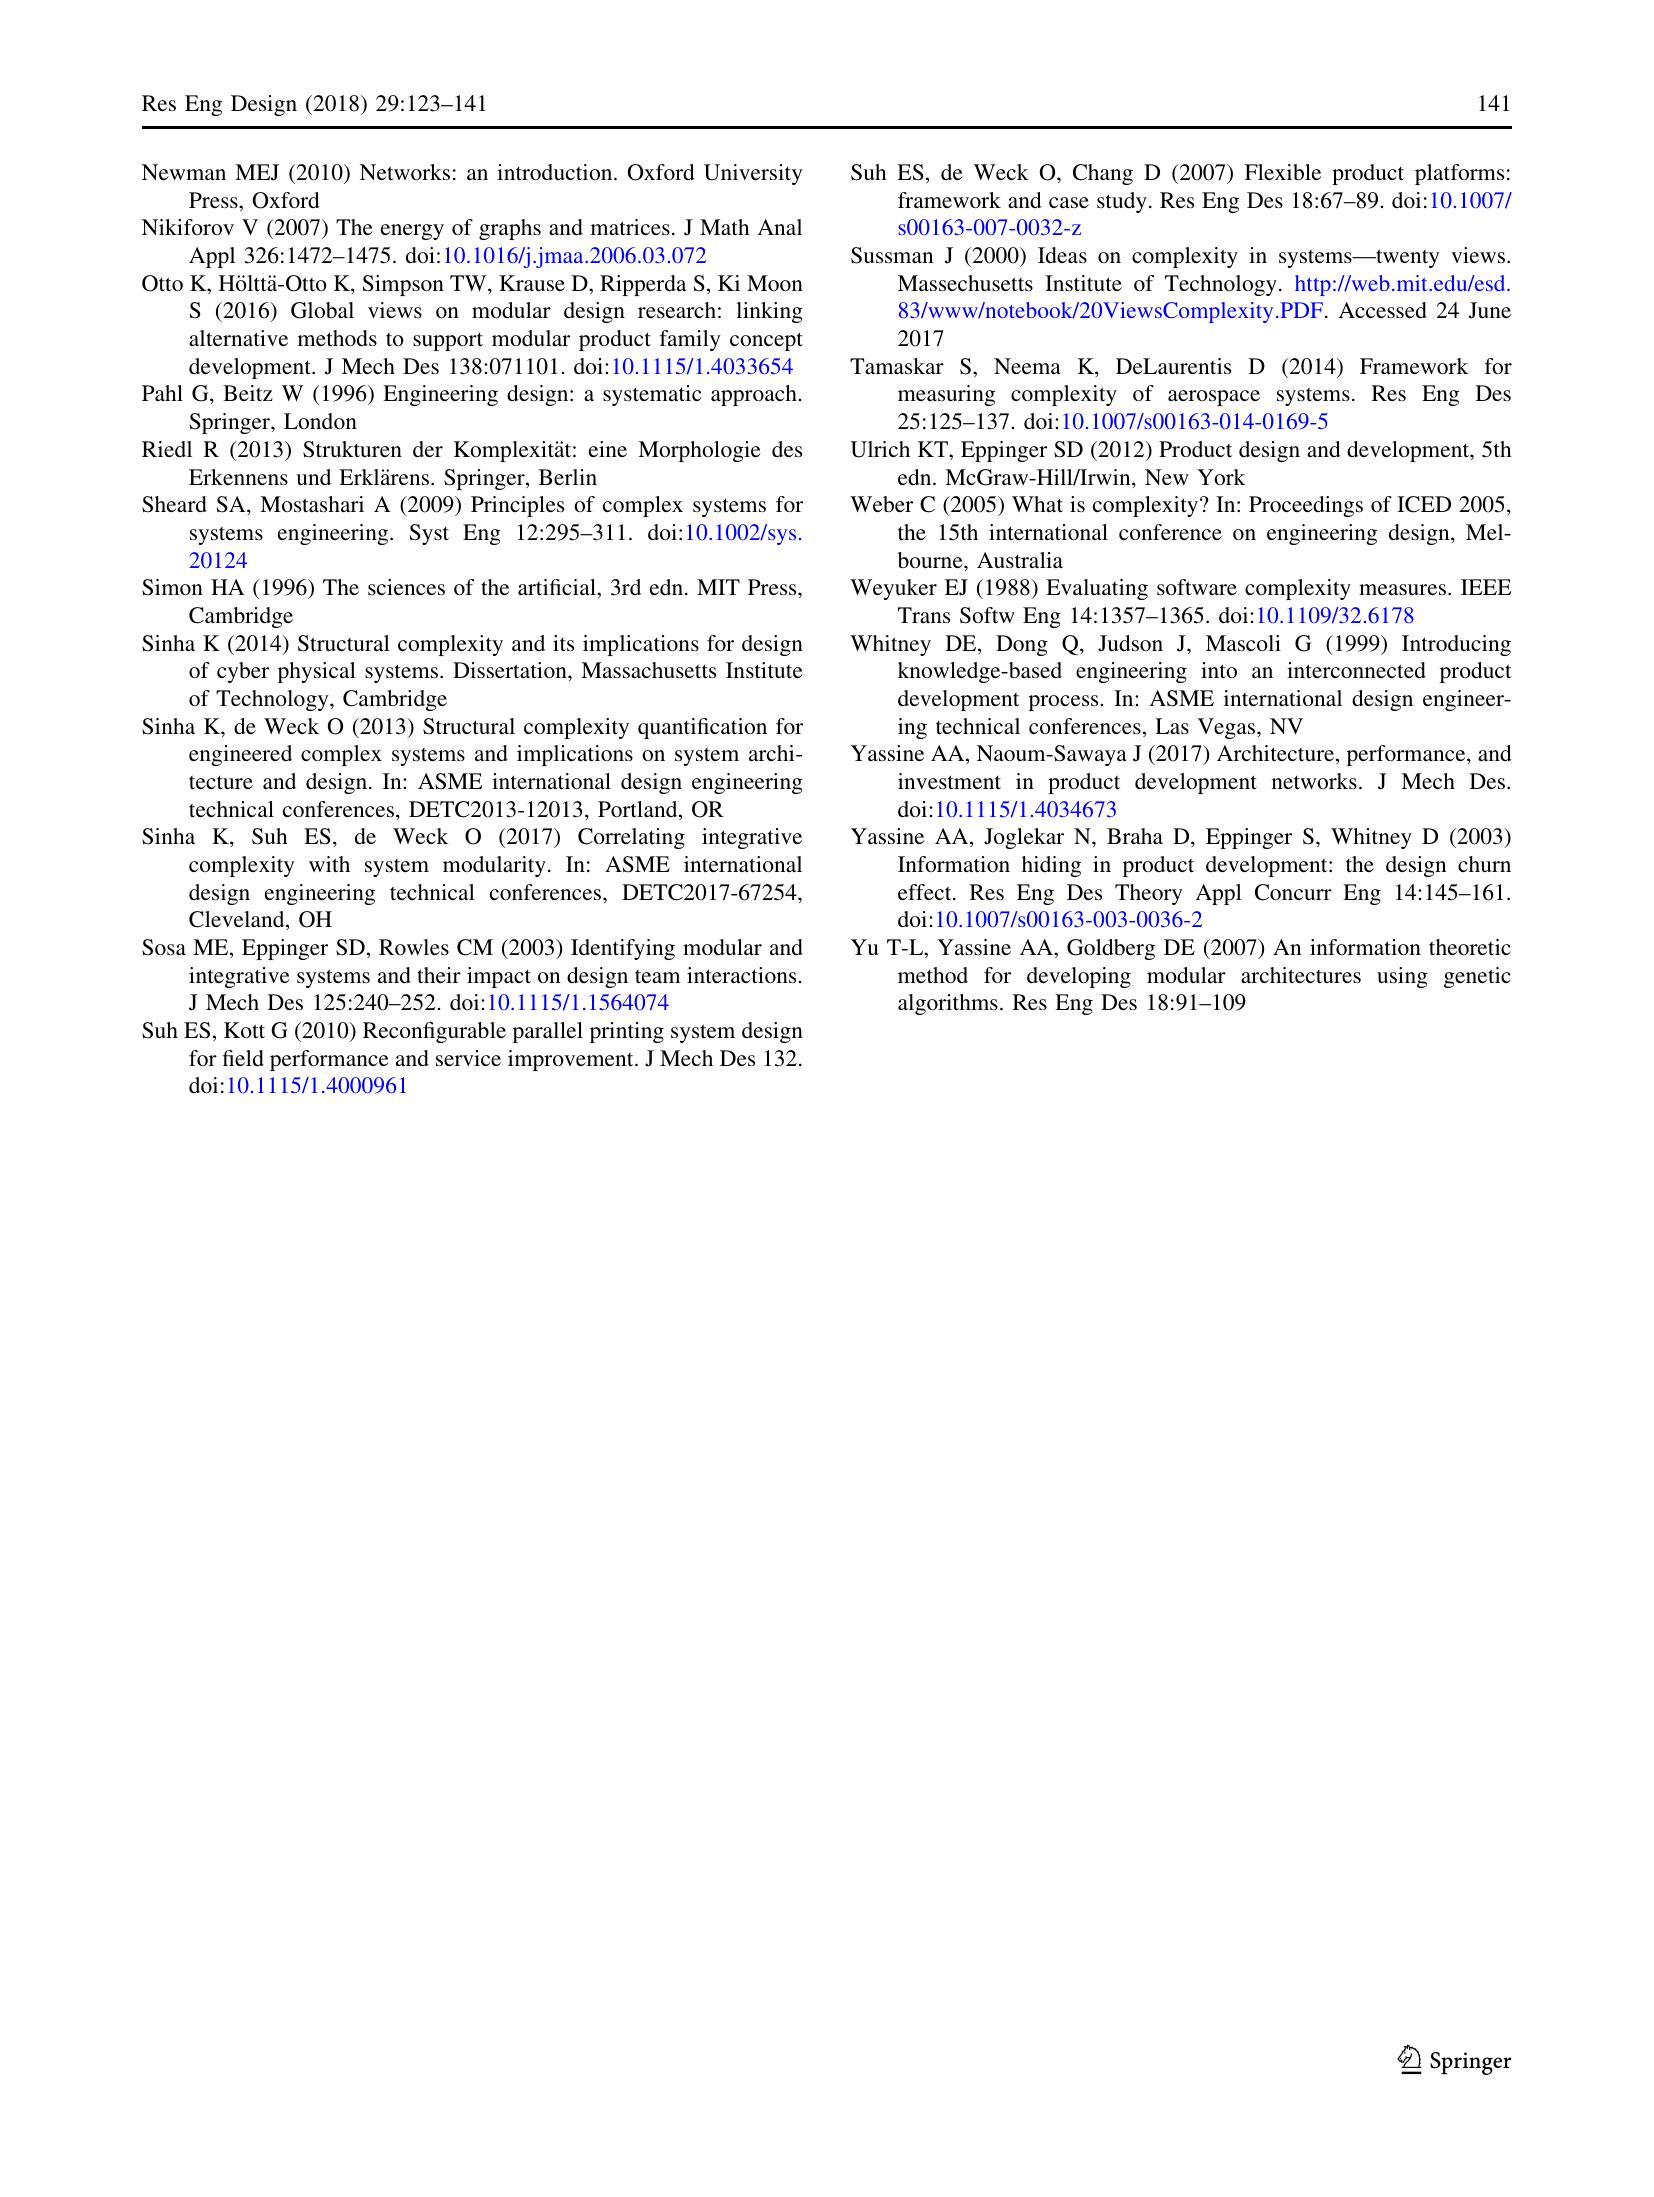 Res Eng Design (2018) 29:123–141
141
Newman MEJ (2010) Networks: an introduction. Oxford University
Press, Oxford
Nikiforov V (2007) The energy of graphs and matrices. J Math Anal
Appl 326:1472–1475. doi:10.1016/j.jmaa.2006.03.072
Otto K, Hölttä-Otto K, Simpson TW, Krause D, Ripperda S, Ki Moon
S (2016) Global views on modular design research: linking
alternative methods to support modular product family concept
development. J Mech Des 138:071101. doi:10.1115/1.4033654
Pahl G, Beitz W (1996) Engineering design: a systematic approach.
Springer, London
Riedl R (2013) Strukturen der Komplexität: eine Morphologie des
Erkennens und Erklärens. Springer, Berlin
Sheard SA, Mostashari A (2009) Principles of complex systems for
systems engineering. Syst Eng 12:295–311. doi:10.1002/sys.
20124
Simon HA (1996) The sciences of the artificial, 3rd edn. MIT Press,
Cambridge
Sinha K (2014) Structural complexity and its implications for design
of cyber physical systems. Dissertation, Massachusetts Institute
of Technology, Cambridge
Sinha K, de Weck O (2013) Structural complexity quantification for
engineered complex systems and implications on system archi-
tecture and design. In: ASME international design engineering
technical conferences, DETC2013-12013, Portland, OR
Sinha K, Suh ES, de Weck O (2017) Correlating integrative
complexity with system modularity. In: ASME international
design engineering technical conferences, DETC2017-67254,
Cleveland, OH
Sosa ME, Eppinger SD, Rowles CM (2003) Identifying modular and
integrative systems and their impact on design team interactions.
J Mech Des 125:240–252. doi:10.1115/1.1564074
Suh ES, Kott G (2010) Reconfigurable parallel printing system design
for field performance and service improvement. J Mech Des 132.
doi:10.1115/1.4000961
Suh ES, de Weck O, Chang D (2007) Flexible product platforms:
framework and case study. Res Eng Des 18:67–89. doi:10.1007/
s00163-007-0032-z
Sussman J (2000) Ideas on complexity in systems—twenty views.
Massechusetts Institute of Technology. http://web.mit.edu/esd.
83/www/notebook/20ViewsComplexity.PDF. Accessed 24 June
2017
Tamaskar S, Neema K, DeLaurentis D (2014) Framework for
measuring complexity of aerospace systems. Res Eng Des
25:125–137. doi:10.1007/s00163-014-0169-5
Ulrich KT, Eppinger SD (2012) Product design and development, 5th
edn. McGraw-Hill/Irwin, New York
Weber C (2005) What is complexity? In: Proceedings of ICED 2005,
the 15th international conference on engineering design, Mel-
bourne, Australia
Weyuker EJ (1988) Evaluating software complexity measures. IEEE
Trans Softw Eng 14:1357–1365. doi:10.1109/32.6178
Whitney DE, Dong Q, Judson J, Mascoli G (1999) Introducing
knowledge-based engineering into an interconnected product
development process. In: ASME international design engineer-
ing technical conferences, Las Vegas, NV
Yassine AA, Naoum-Sawaya J (2017) Architecture, performance, and
investment in product development networks. J Mech Des.
doi:10.1115/1.4034673
Yassine AA, Joglekar N, Braha D, Eppinger S, Whitney D (2003)
Information hiding in product development: the design churn
effect. Res Eng Des Theory Appl Concurr Eng 14:145–161.
doi:10.1007/s00163-003-0036-2
Yu T-L, Yassine AA, Goldberg DE (2007) An information theoretic
method for developing modular architectures using genetic
algorithms. Res Eng Des 18:91–109
Springer